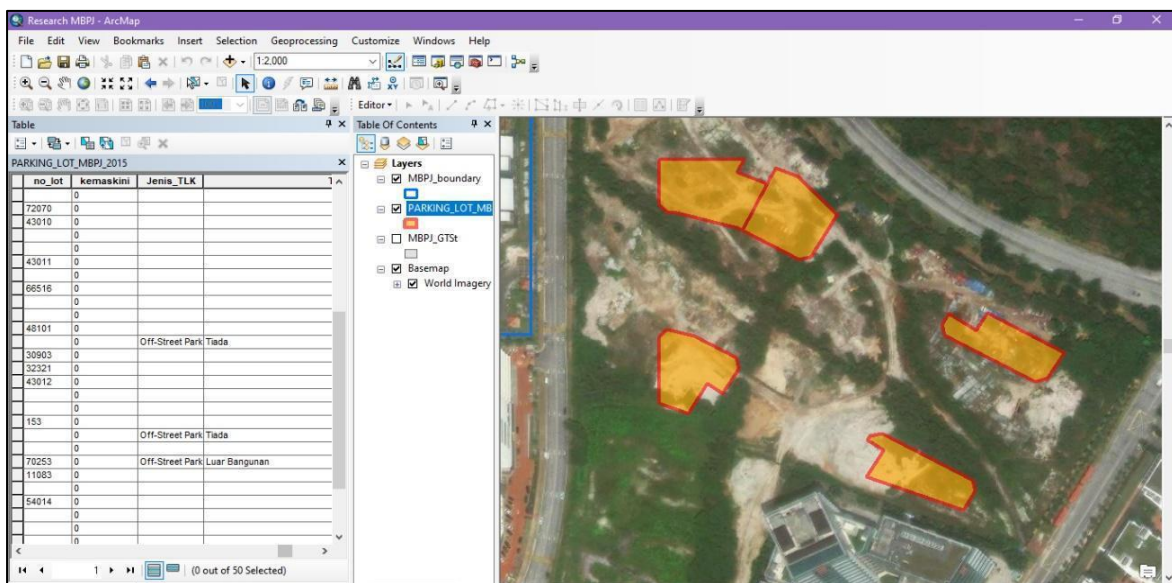 Research MBPJ - ArcMap
File Edit View Bookmarks Insert Selection Geoprocessing Customize Windows Help
1:2,000
Editor
Table
PARKING_LOT_MBPJ_2015
no_lot kemaskini Jenis_TLK
0
72070 0
43010 0
0
0
43011 0
0
66516 0
0
0
48101 0
0 Off-Street Park Tiada
30903 0
32321 0
43012 0
0
0
153 0
0 Off-Street Park Tiada
0
70253 0 Off-Street Park Luar Bangunan
11083 0
0
54014 0
0
0
0
1
(0 out of 50 Selected)
Table Of Contents
Layers
MBPJ_boundary
PARKING_LOT_MB
MBPJ_GTSt
Basemap
World Imagery